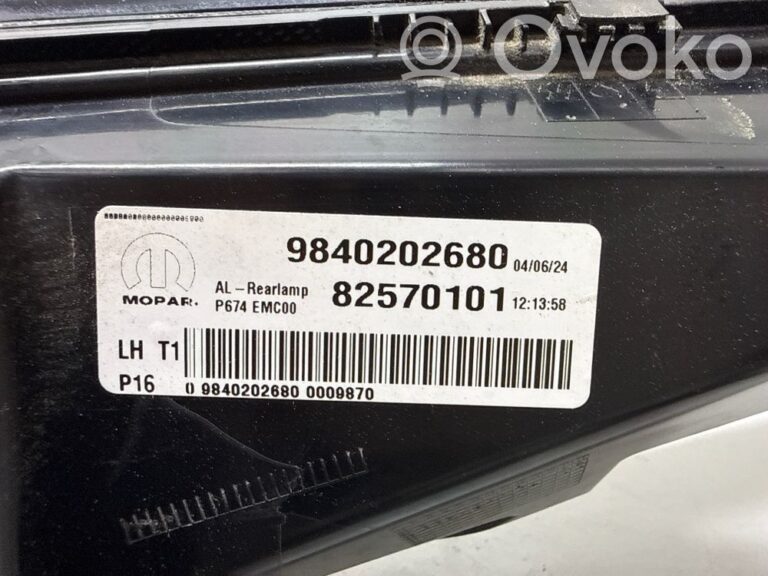 Ovoko
9840202680 04/06/24
MOPAR.
AL-Rearlamp 82570101 12:13:58
P674 EMC00
LH T1
P16
0 9840202680 0009870